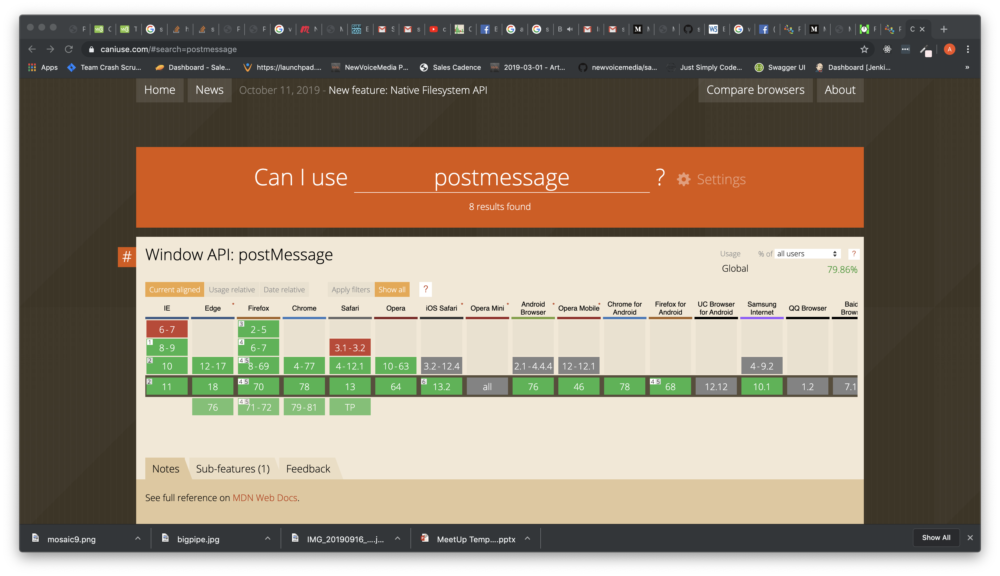 P C T G s h s P P G v N N GURU 503 E S s c C E G a G s B I s M N N s W3 E G v ( F M N N F F C
caniuse.com/#search=postmessage A
Apps Team Crash Scru... Dashboard - Sale... https://launchpad.... NewVoiceMedia P... Sales Cadence 2019-03-01 - Art... newvoicemedia/sa... Just Simply Code... Swagger UI Dashboard [Jenki... »
Home News October 11, 2019 - New feature: Native Filesystem API Compare browsers About
Can I use postmessage ? Settings
8 results found
# Window API: postMessage
Usage % of all users ?
Global 79.86%
Current aligned Usage relative Date relative Apply filters Show all ?
IE Edge * Firefox Chrome Safari Opera iOS Safari * Opera Mini * Android Browser * Opera Mobile * Chrome for Android Firefox for Android UC Browser for Android Samsung Internet QQ Browser Baid Brows
6-7 3 2-5
1 8-9 4 6-7 3.1-3.2
2 10 12-17 4 5 8-69 4-77 4-12.1 10-63 3.2-12.4 2.1-4.4.4 12-12.1 4-9.2
2 11 18 4 5 70 78 13 64 6 13.2 all 76 46 78 4 5 68 12.12 10.1 1.2 7.1
76 4 5 71-72 79-81 TP
Notes Sub-features (1) Feedback
See full reference on MDN Web Docs.
mosaic9.png bigpipe.jpg IMG_20190916_....j... MeetUp Temp....pptx Show All